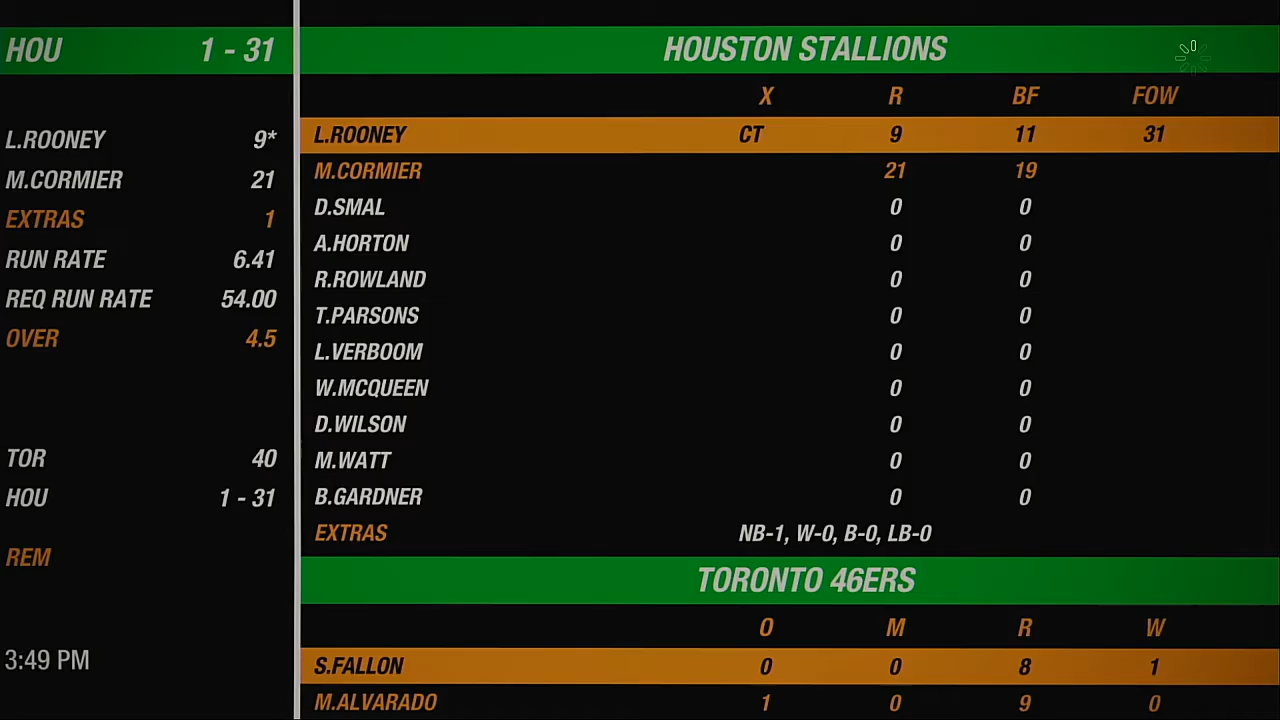 HOU 1 - 31
L.ROONEY 9*
M.CORMIER 21
EXTRAS 1
RUN RATE 6.41
REQ RUN RATE 54.00
OVER 4.5
TOR 40
HOU 1 - 31
REM
3:49 PM
HOUSTON STALLIONS
X R BF FOW
L.ROONEY CT 9 11 31
M.CORMIER 21 19
D.SMAL 0 0
A.HORTON 0 0
R.ROWLAND 0 0
T.PARSONS 0 0
L.VERBOOM 0 0
W.MCQUEEN 0 0
D.WILSON 0 0
M.WATT 0 0
B.GARDNER 0 0
EXTRAS NB-1, W-0, B-0, LB-0
TORONTO 46ERS
O M R W
S.FALLON 0 0 8 1
M.ALVARADO 1 0 9 0